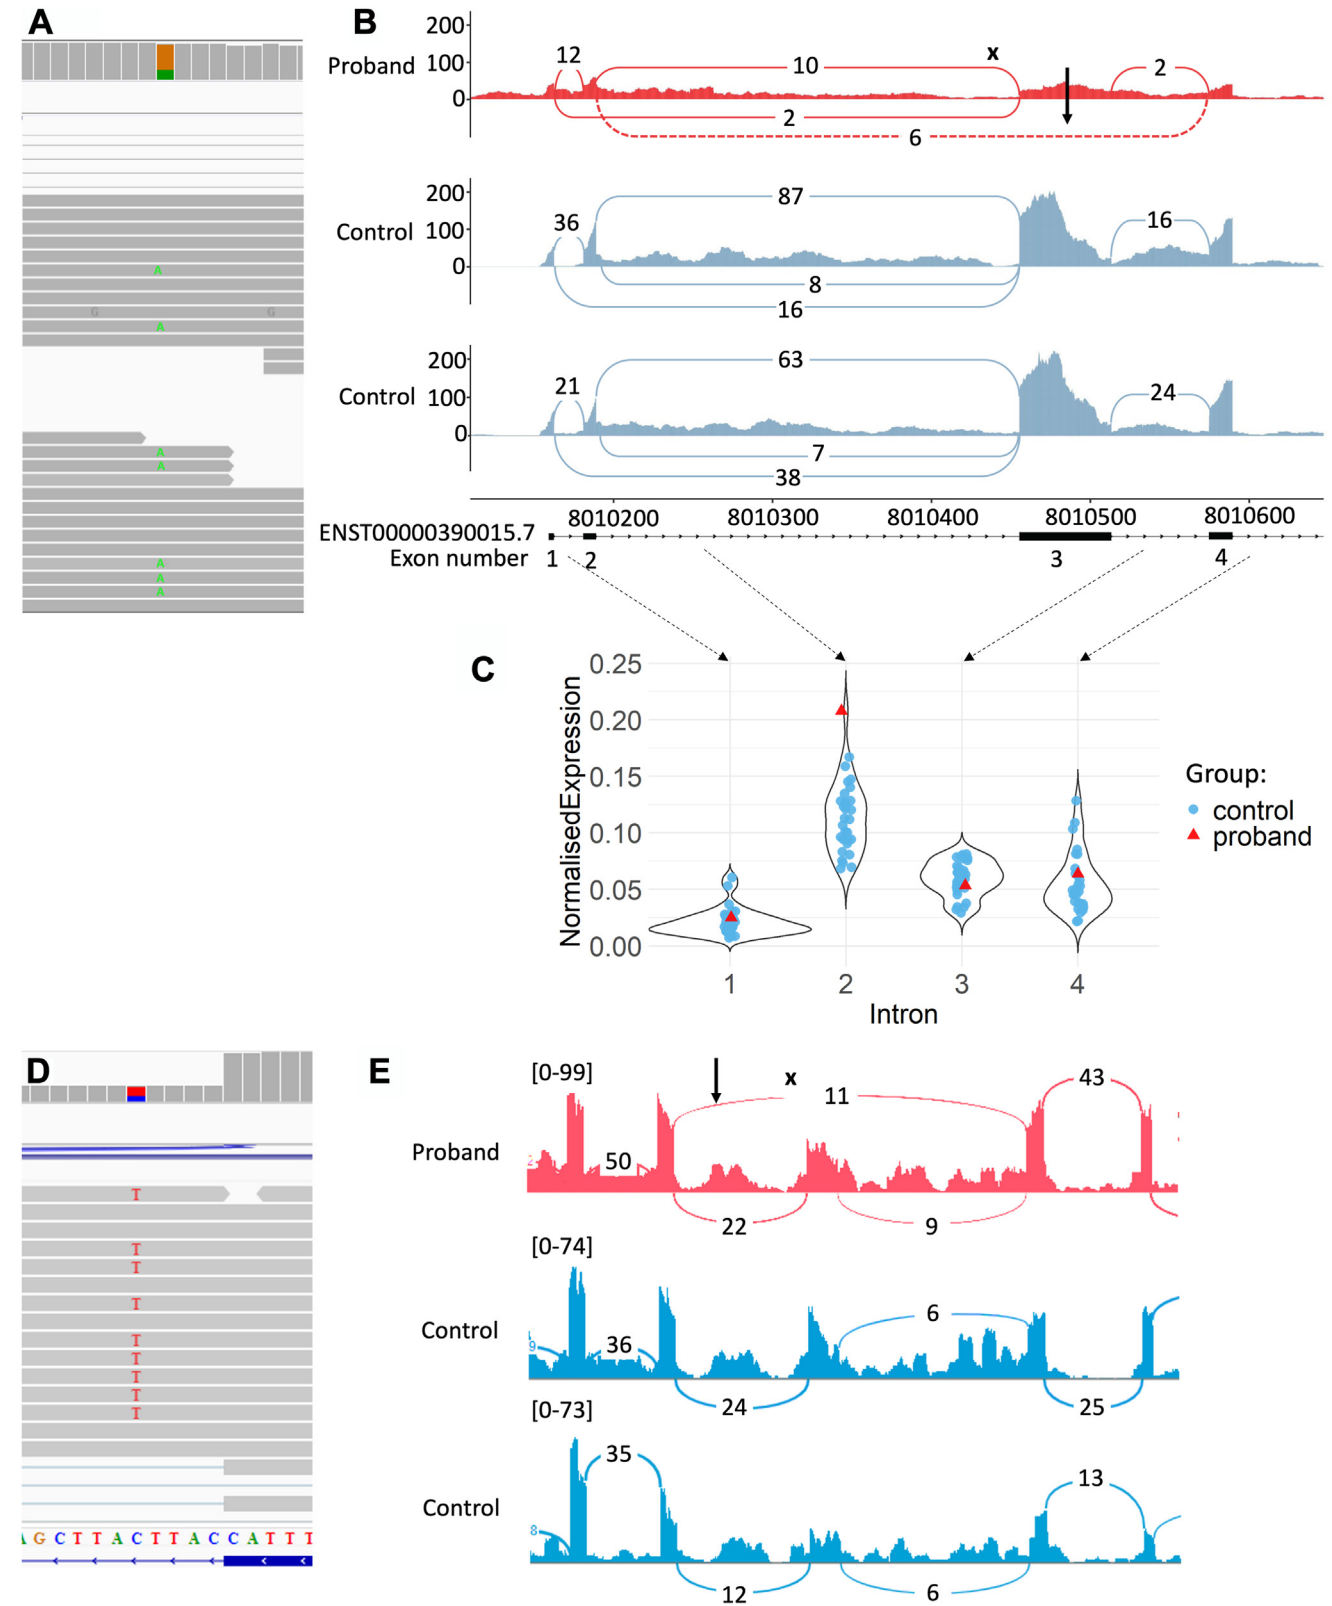 A
A
G G
A
A
A
A
A
A
B
Proband
200
100
0
12
10
x
2
2
6
Control
200
100
0
36
87
16
8
16
Control
200
100
0
21
63
24
7
38
8010200 8010300 8010400 8010500 8010600
ENST00000390015.7
Exon number 1 2 3 4
C
NormalisedExpression
0.25
0.20
0.15
0.10
0.05
0.00
1 2 3 4
Intron
Group:
control
proband
D
T
T
T
T
T
T
T
T
T
A G C T T A C T T A C C A T T T
E
[0-99]
Proband
2
50
x
11
43
22
9
[0-74]
Control
9
36
6
24
25
[0-73]
Control
8
35
13
12
6